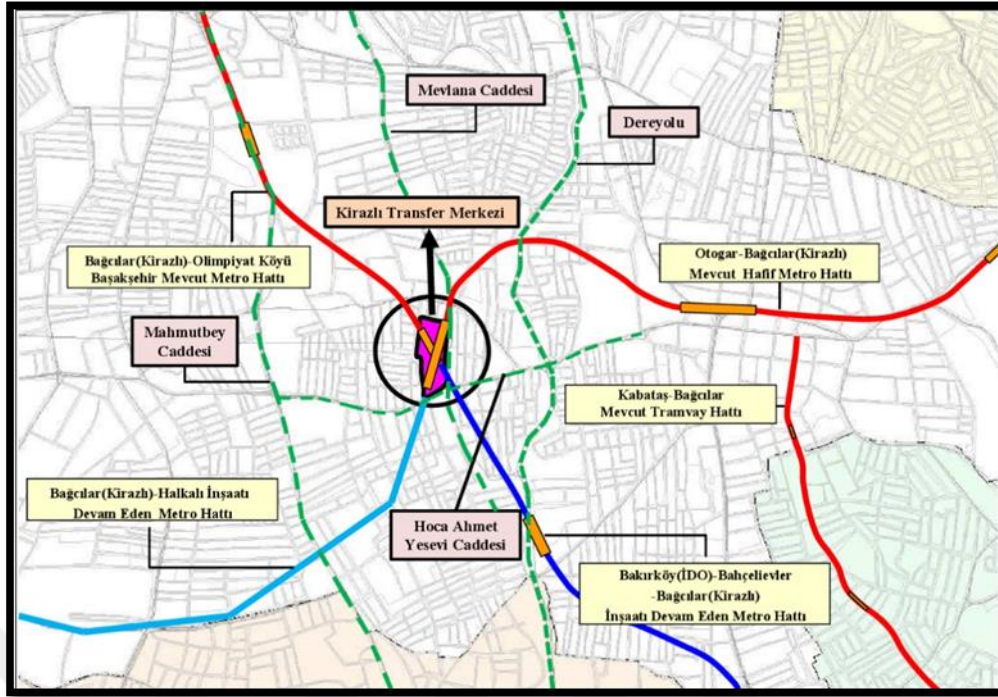 Mevlana Caddesi
Dereyolu
Kirazlı Transfer Merkezi
Bağcılar(Kirazlı)-Olimpiyat Köyü
Başakşehir Mevcut Metro Hattı
Otogar-Bağcılar(Kirazlı)
Mevcut Hafif Metro Hattı
Mahmutbey
Caddesi
Kabataş-Bağcılar
Mevcut Tramvay Hattı
Bağcılar(Kirazlı)-Halkalı İnşaatı
Devam Eden Metro Hattı
Hoca Ahmet
Yesevi Caddesi
Bakırköy(İDO)-Bahçelievler
-Bağcılar(Kirazlı)
İnşaatı Devam Eden Metro Hattı